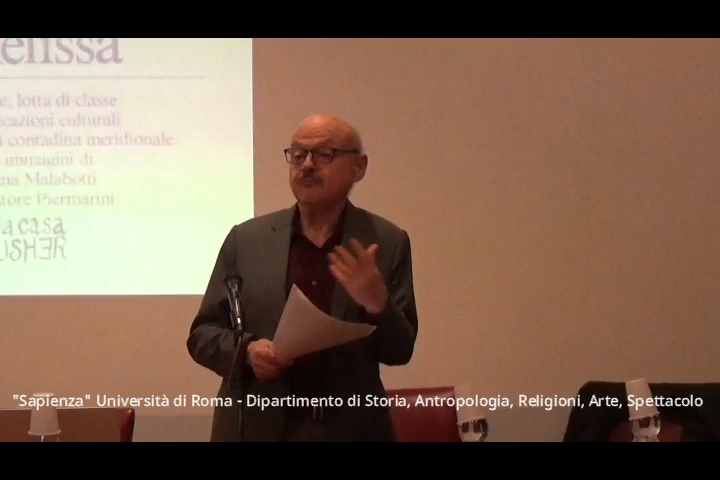 elissa
e, lotta di classe
icazioni culturali
i contadina meridionale.
immagini di
na Malabotti
tore Piermarini
la casa
USHER
"Sapienza" Università di Roma - Dipartimento di Storia, Antropologia, Religioni, Arte, Spettacolo